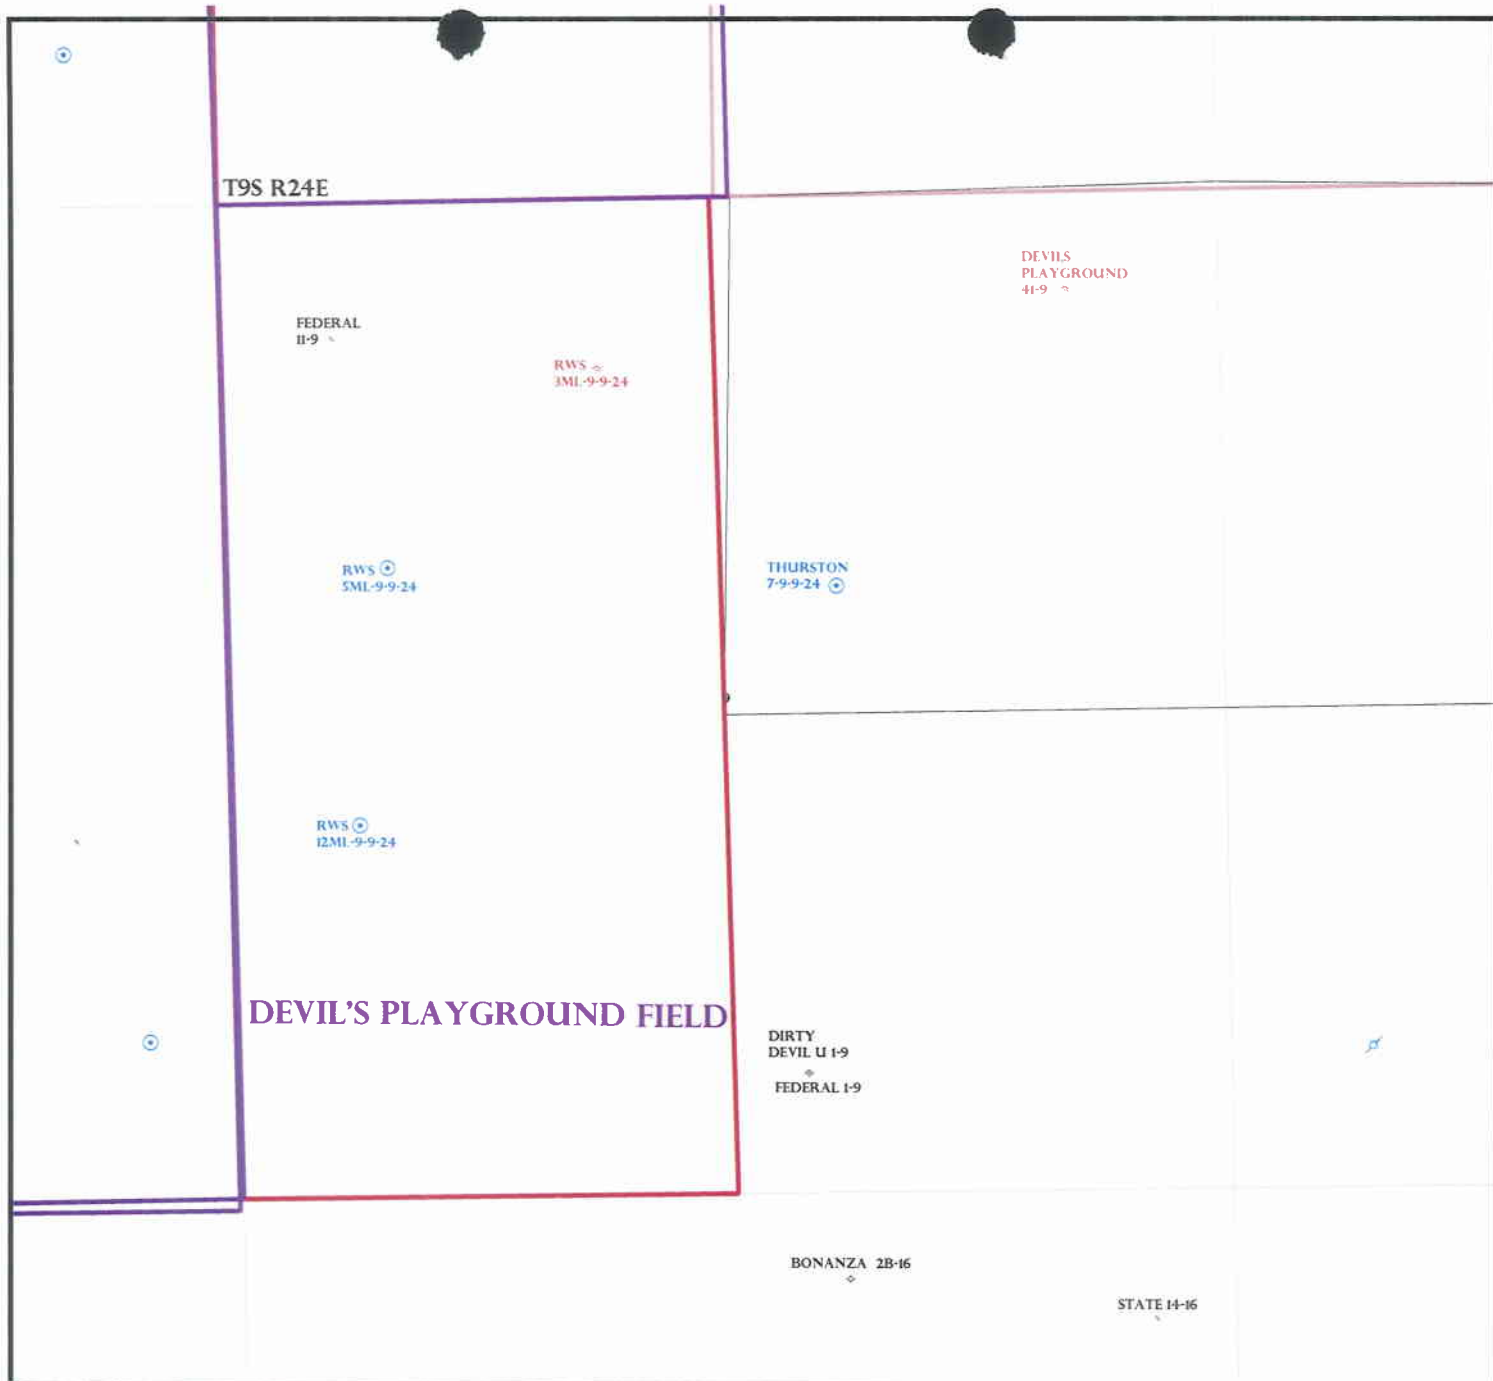 T9S R24E
DEVILS
PLAYGROUND
41-9
FEDERAL
11-9
RWS
3ML-9-9-24
RWS
5ML-9-9-24
THURSTON
7-9-9-24
9
RWS
12ML-9-9-24
DEVIL'S PLAYGROUND FIELD
DIRTY
DEVIL U 1-9
FEDERAL 1-9
BONANZA 2B-16
STATE 14-16